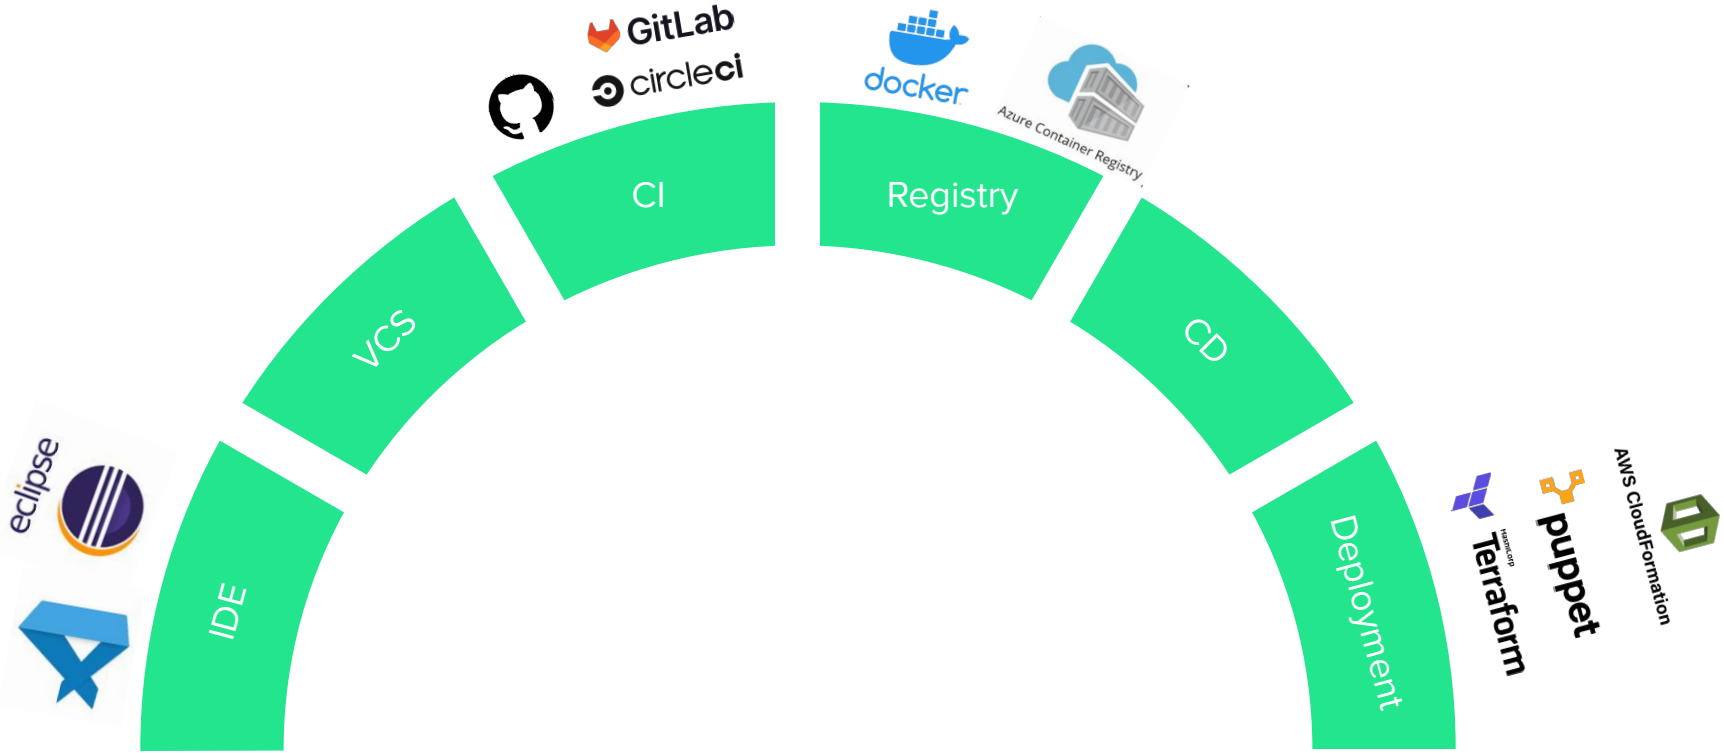 GitLab
circleci
docker
Azure Container Registry
CI
Registry
VCS
CD
eclipse
IDE
Deployment
HashiCorp
Terraform
puppet
AWS CloudFormation